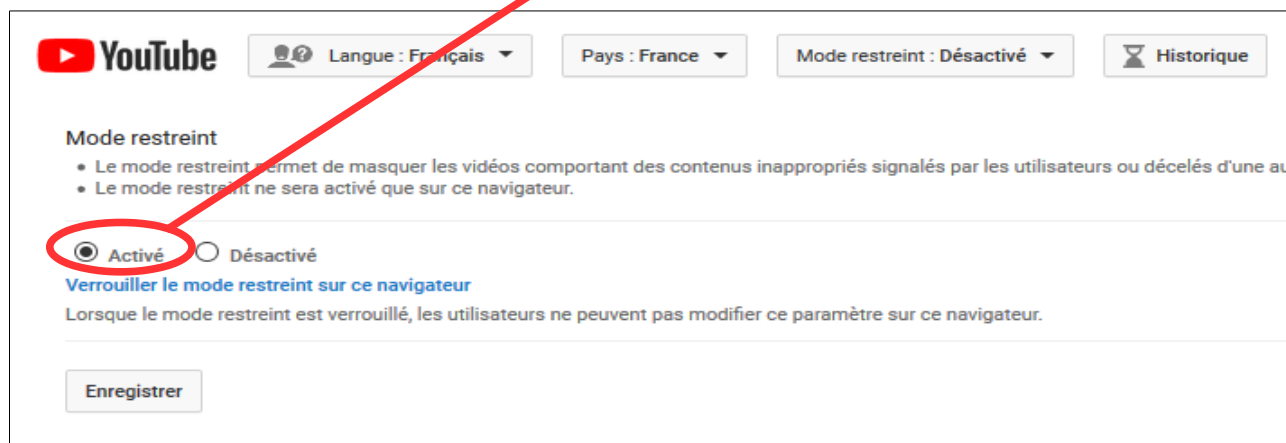 YouTube Langue : Français Pays : France Mode restreint : Désactivé Historique
Mode restreint
• Le mode restreint permet de masquer les vidéos comportant des contenus inappropriés signalés par les utilisateurs ou décelés d'une au
• Le mode restreint ne sera activé que sur ce navigateur.
Activé Désactivé
Verrouiller le mode restreint sur ce navigateur
Lorsque le mode restreint est verrouillé, les utilisateurs ne peuvent pas modifier ce paramètre sur ce navigateur.
Enregistrer